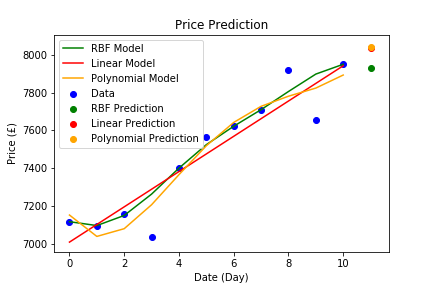 Price Prediction
RBF Model
Linear Model
Polynomial Model
Data
RBF Prediction
Linear Prediction
Polynomial Prediction
8000
7800
7600
7400
7200
7000
Price (£)
0 2 4 6 8 10
Date (Day)